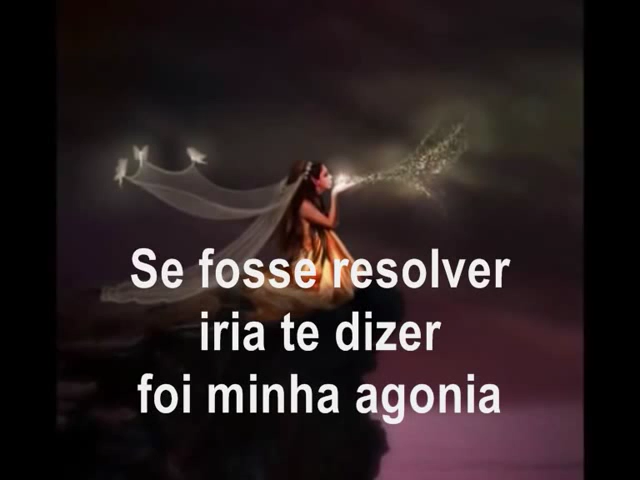 Se fosse resolver
iria te dizer
foi minha agonia